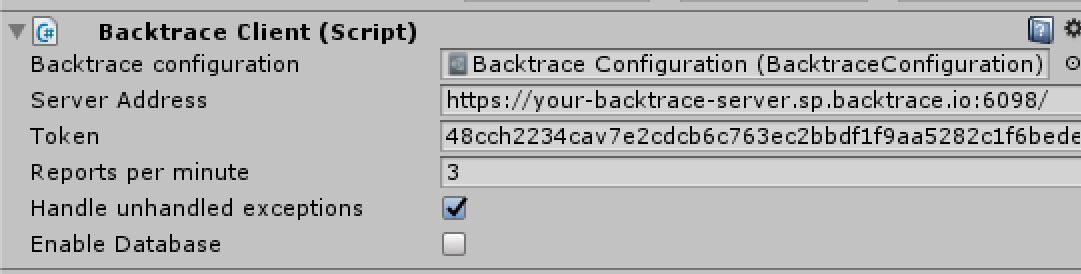 Backtrace Client (Script)
Backtrace configuration Backtrace Configuration (BacktraceConfiguration)
Server Address https://your-backtrace-server.sp.backtrace.io:6098/
Token 48cch2234cav7e2cdcb6c763ec2bbdf1f9aa5282c1f6bede
Reports per minute 3
Handle unhandled exceptions
Enable Database